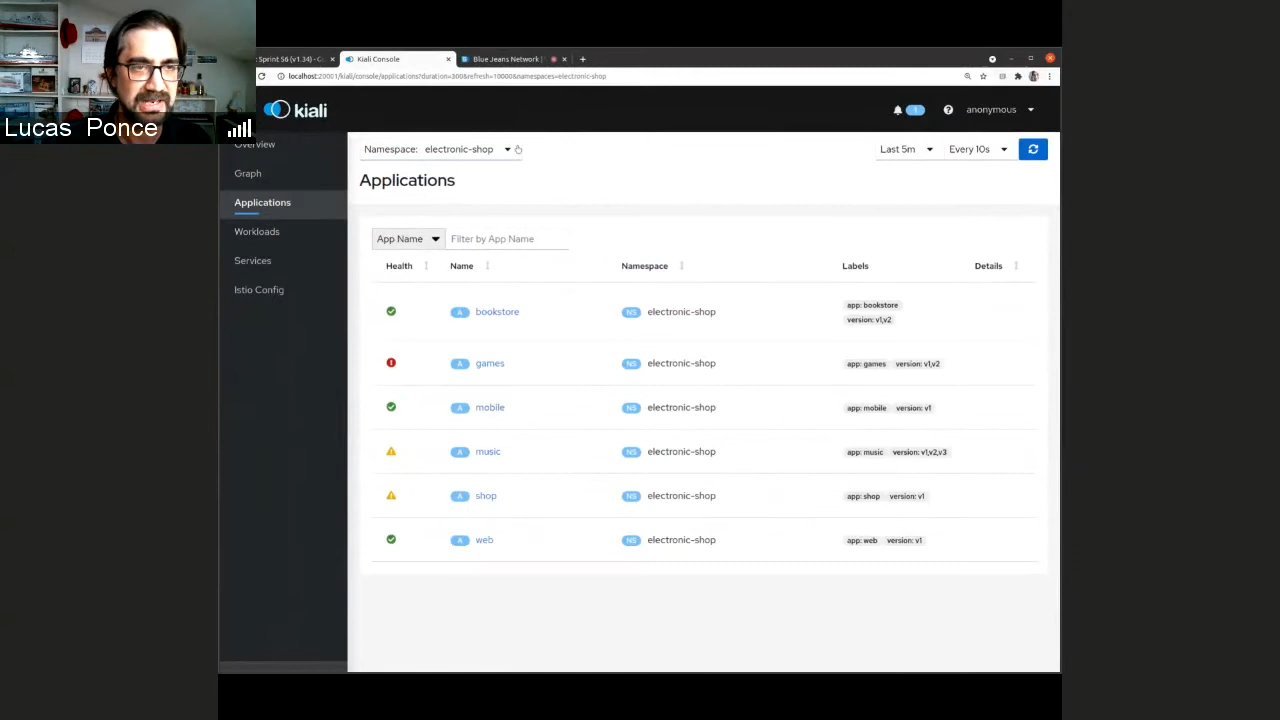 Lucas Ponce
Sprint 56 (v1.34) - G
Kiali Console
Blue Jeans Network |
localhost:20001/kiali/console/applications?duration=300&refresh=10000&namespaces=electronic-shop
kiali
1
anonymous
Overview
Graph
Applications
Workloads
Services
Istio Config
Namespace: electronic-shop
Last 5m
Every 10s
Applications
App Name
Filter by App Name
Health
Name
Namespace
Labels
Details
A bookstore
NS electronic-shop
app: bookstore
version: v1,v2
A games
NS electronic-shop
app: games version: v1,v2
A mobile
NS electronic-shop
app: mobile version: v1
A music
NS electronic-shop
app: music version: v1,v2,v3
A shop
NS electronic-shop
app: shop version: v1
A web
NS electronic-shop
app: web version: v1